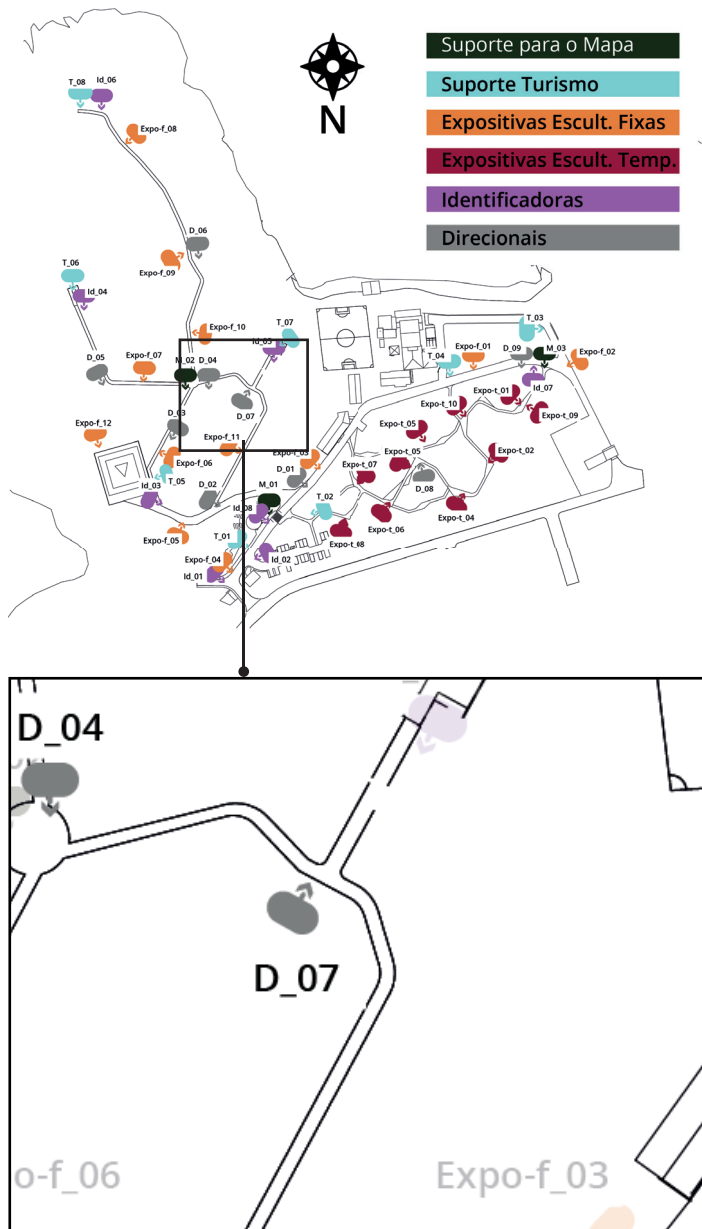 Suporte para o Mapa
Suporte Turismo
Expositivas Escult. Fixas
Expositivas Escult. Temp.
Identificadoras
Direcionais
N
T_08
Id_06
Expo-f_08
D_06
Expo-f_09
T_06
Id_04
Expo-f_10
T_07
Id_05
T_03
D_05
Expo-f_07
M_02
D_04
T_04
Expo-f_01
D_09
M_03
Expo-f_02
Id_07
D_07
Expo-t_01
Expo-t_10
Expo-t_09
Expo-f_12
D_03
Expo-t_05
Expo-f_11
Expo-t_02
Expo-f_06
Expo-f_03
Expo-t_05
D_01
Expo-t_07
T_05
D_08
Id_03
D_02
M_01
T_02
Expo-t_04
Id_08
Expo-t_06
Expo-f_05
T_01
Expo-t_08
Expo-f_04
Id_02
Id_01
D_04
D_07
o-f_06
Expo-f_03